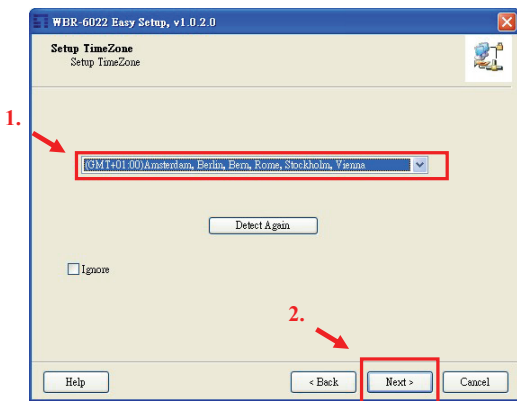 WBR-6022 Easy Setup, v1.0.2.0
Setup TimeZone
Setup TimeZone
1.
(GMT+01:00)Amsterdam, Berlin, Bern, Rome, Stockholm, Vienna
Detect Again
Ignore
2.
Help
< Back
Next >
Cancel